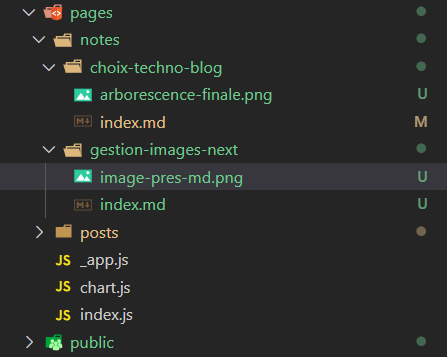 pages
notes
choix-techno-blog
arborescence-finale.png U
index.md M
gestion-images-next
image-pres-md.png U
index.md U
posts
JS _app.js
JS chart.js
JS index.js
public